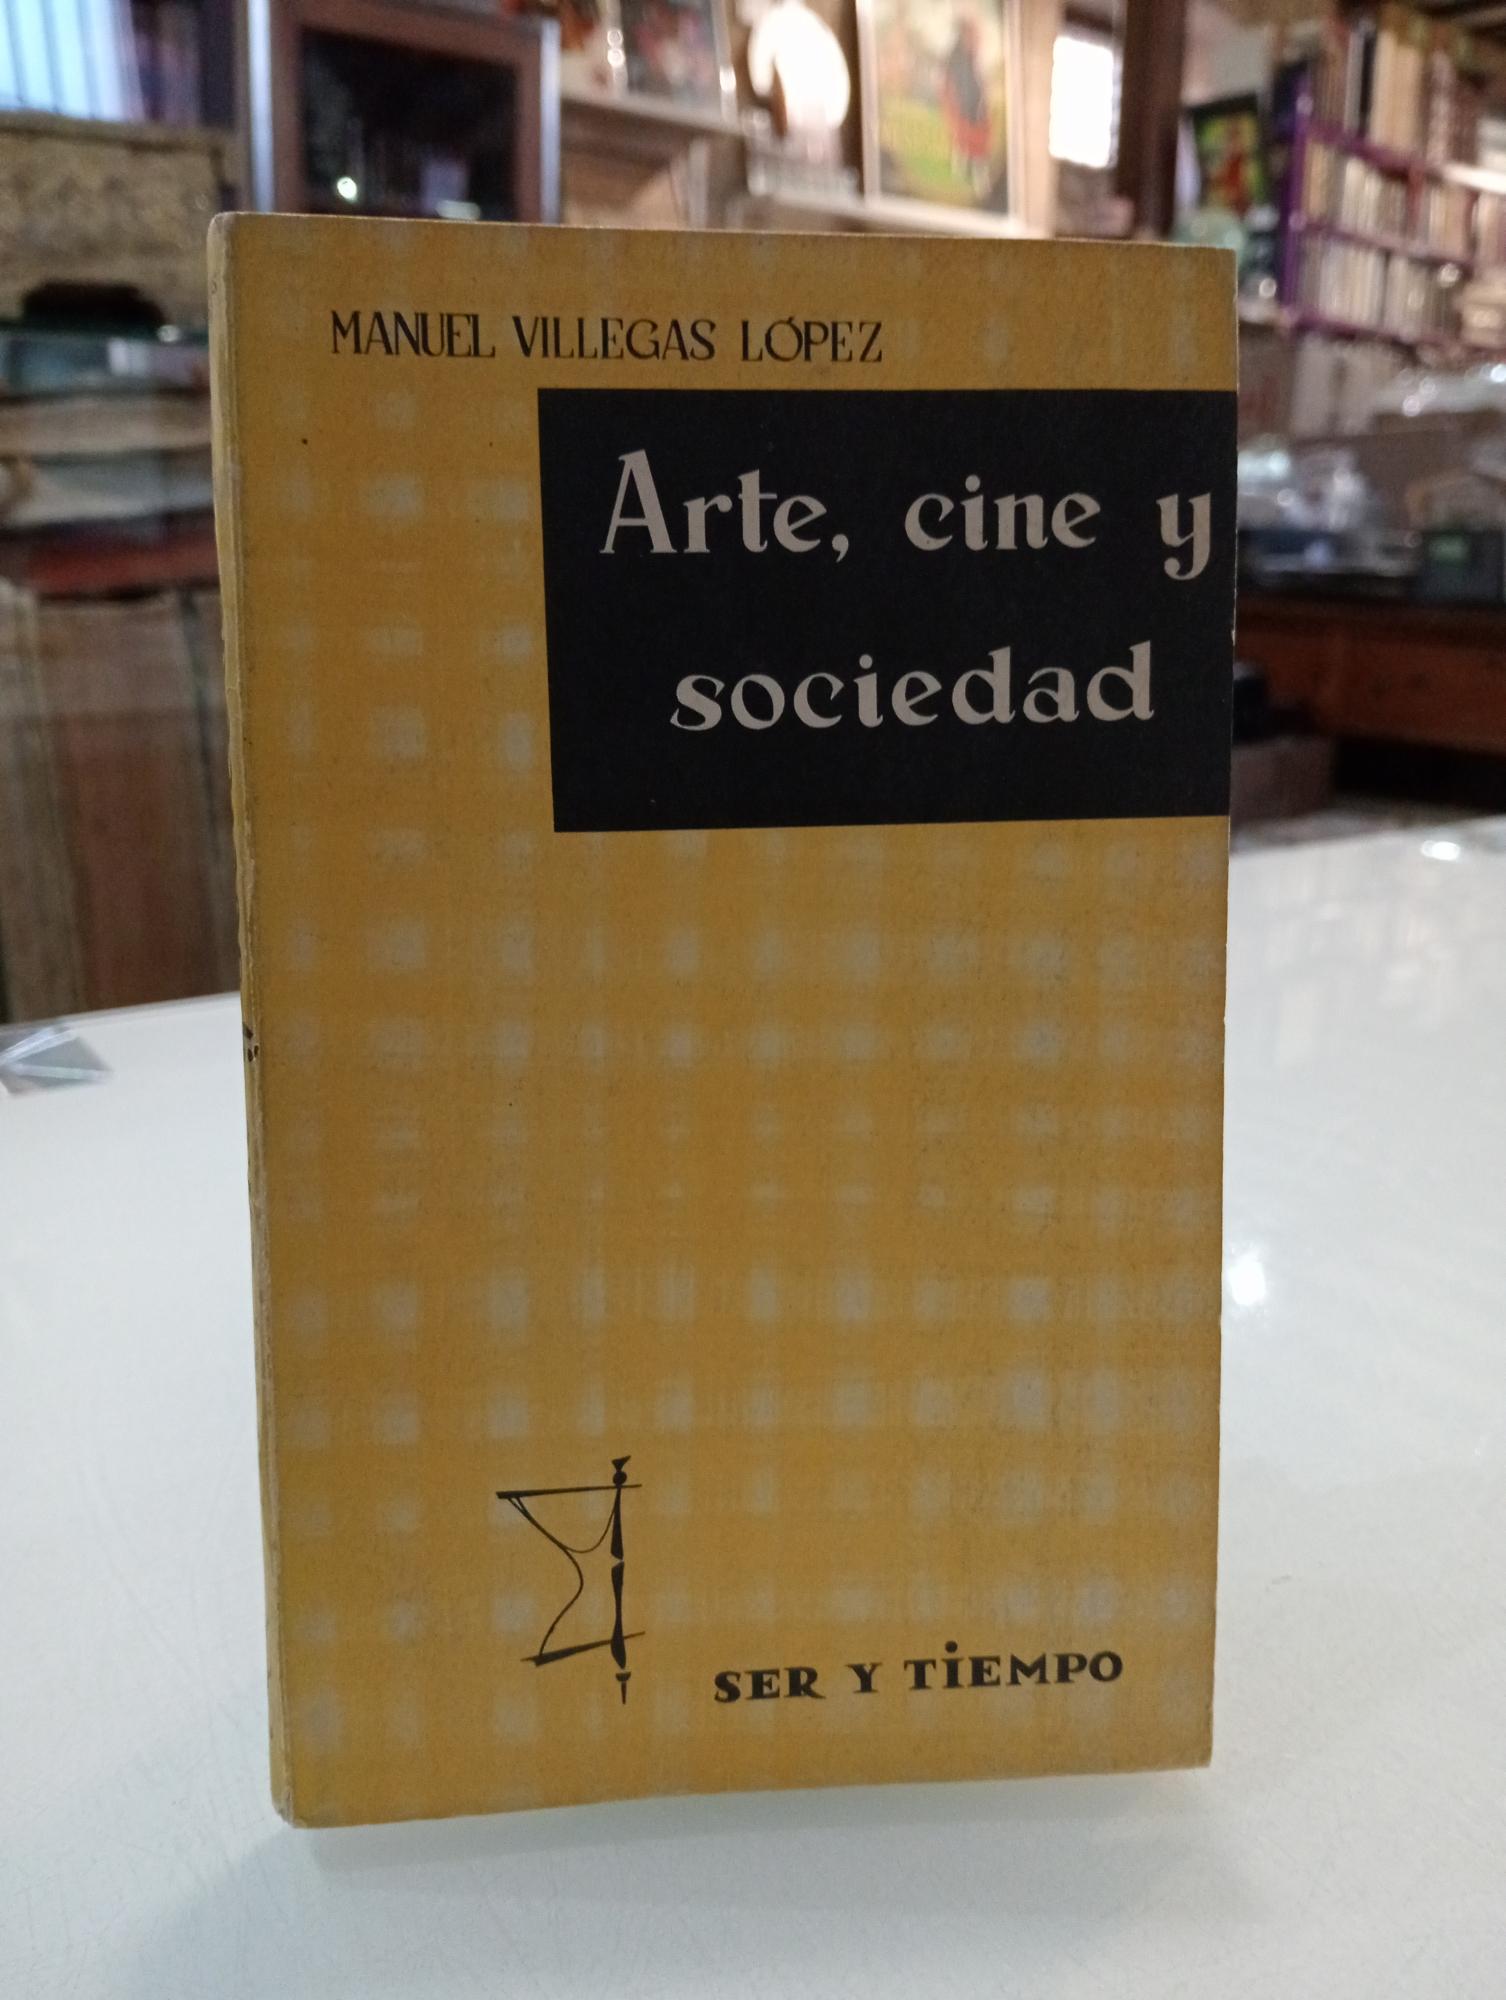 MANUEL VILLEGAS LÓPEZ
Arte, cine y
sociedad
SER Y TIEMPO